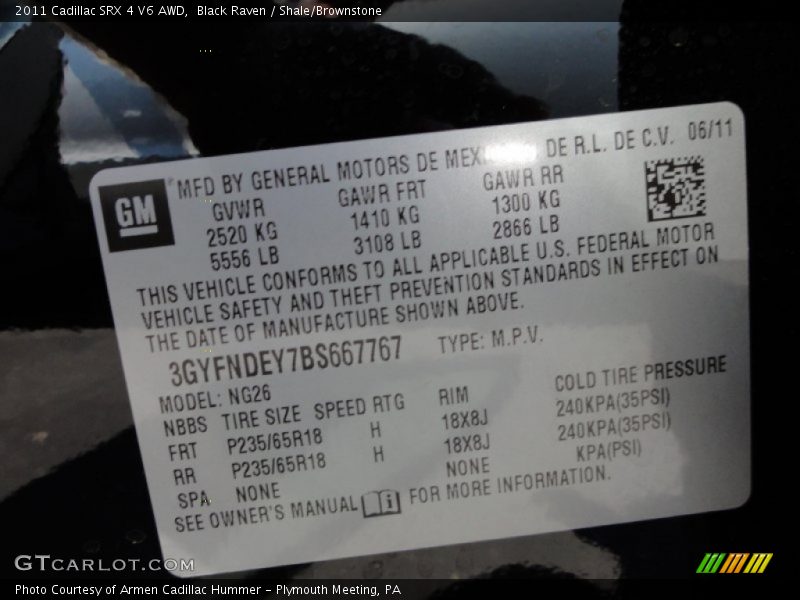 2011 Cadillac SRX 4 V6 AWD, Black Raven / Shale/Brownstone
GM
MFD BY GENERAL MOTORS DE MEX DE R.L. DE C.V. 06/11
GVWR GAWR FRT GAWR RR
2520 KG 1410 KG 1300 KG
5556 LB 3108 LB 2866 LB
THIS VEHICLE CONFORMS TO ALL APPLICABLE U.S. FEDERAL MOTOR
VEHICLE SAFETY AND THEFT PREVENTION STANDARDS IN EFFECT ON
THE DATE OF MANUFACTURE SHOWN ABOVE.
3GYFNDEY7BS667767 TYPE: M.P.V.
MODEL: NG26
NBBS TIRE SIZE SPEED RTG RIM COLD TIRE PRESSURE
FRT P235/65R18 H 18X8J 240KPA(35PSI)
RR P235/65R18 H 18X8J 240KPA(35PSI)
SPA NONE NONE KPA(PSI)
SEE OWNER'S MANUAL i FOR MORE INFORMATION.
GTCARLOT.COM
Photo Courtesy of Armen Cadillac Hummer - Plymouth Meeting, PA